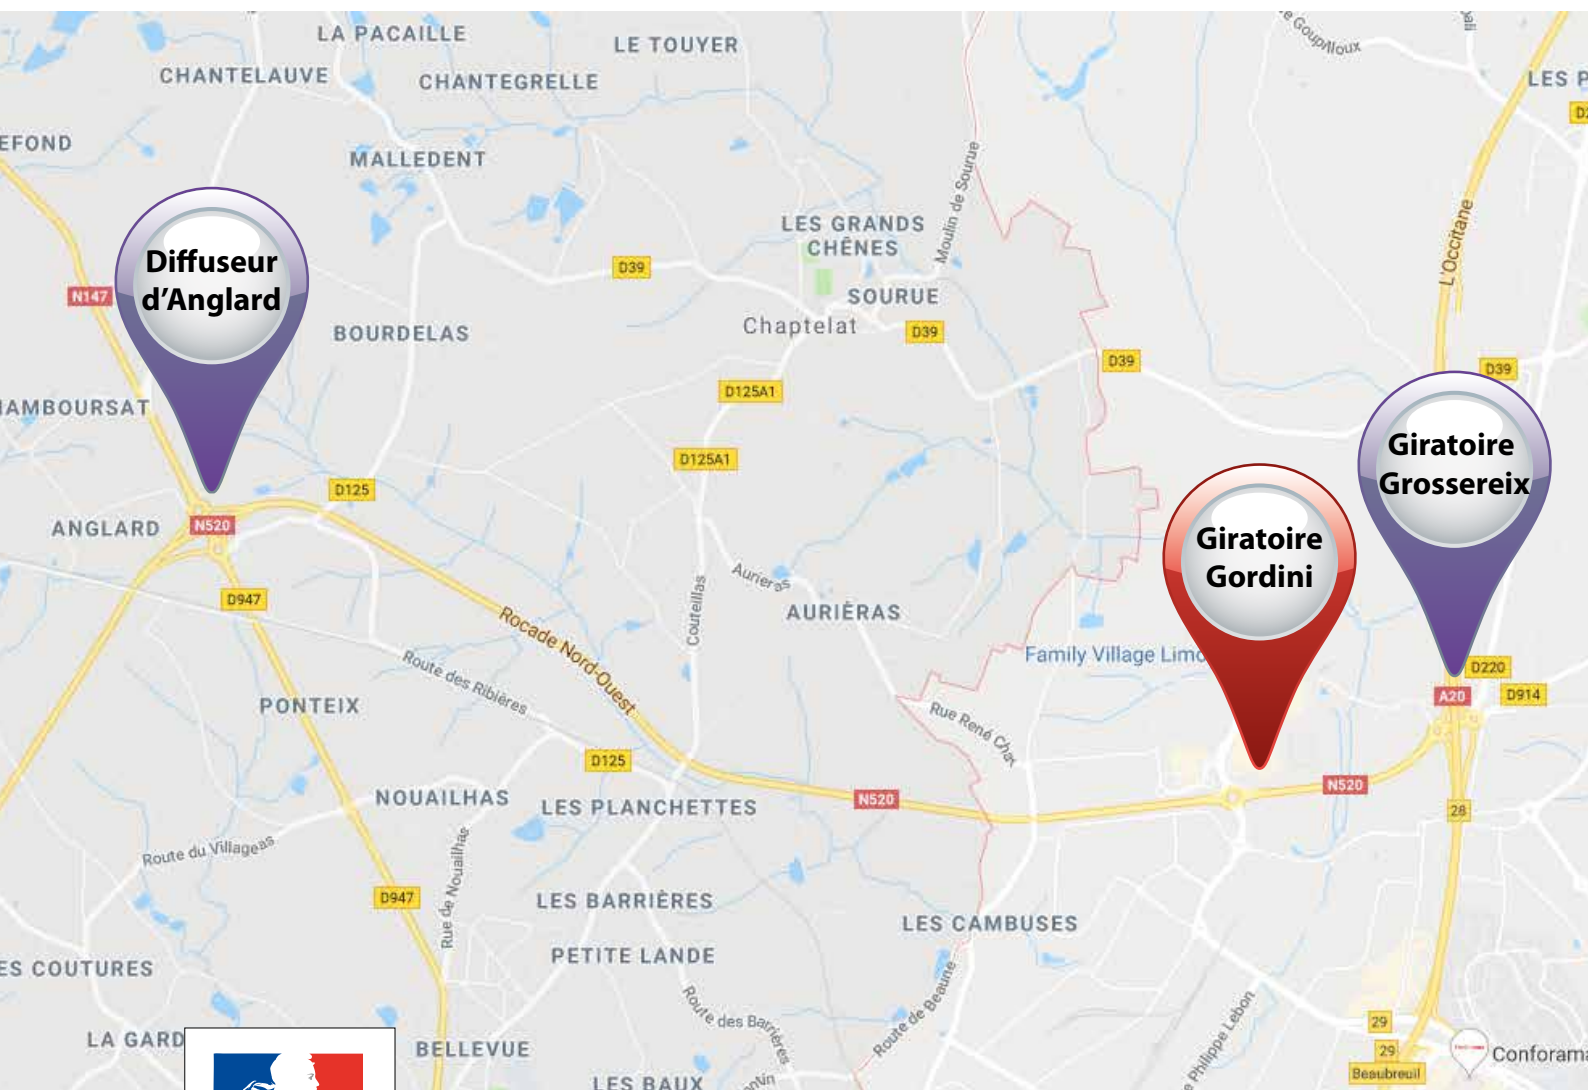 LA PACAILLE
LE TOUYER
CHANTELAUVE
CHANTEGRELLE
Goupilloux
LES P
EFOND
MALLEDENT
Moulin de Sourue
LES GRANDS
CHÊNES
L'Occitane
Diffuseur
d'Anglard
N147
D39
SOURUE
BOURDELAS
Chaptelat
D39
D39
D39
D125A1
AMBOURSAT
Giratoire
Grossereix
D125A1
D125
ANGLARD
N520
Giratoire
Gordini
Aurieras
Couteillas
D947
AURIÉRAS
Rocade Nord-Ouest
Family Village Limo
Route des Ribières
D220
A20
D914
PONTEIX
Rue René Char
D125
N520
N520
NOUAILHAS
LES PLANCHETTES
28
Route du Villageas
Rue de Nouailhas
D947
LES BARRIÈRES
LES CAMBUSES
PETITE LANDE
ES COUTURES
Route des Barrières
Route de Beaune
e Philippe Lebon
29
LA GARD
BELLEVUE
29
Conforama
Beaubreuil
LES BAUX